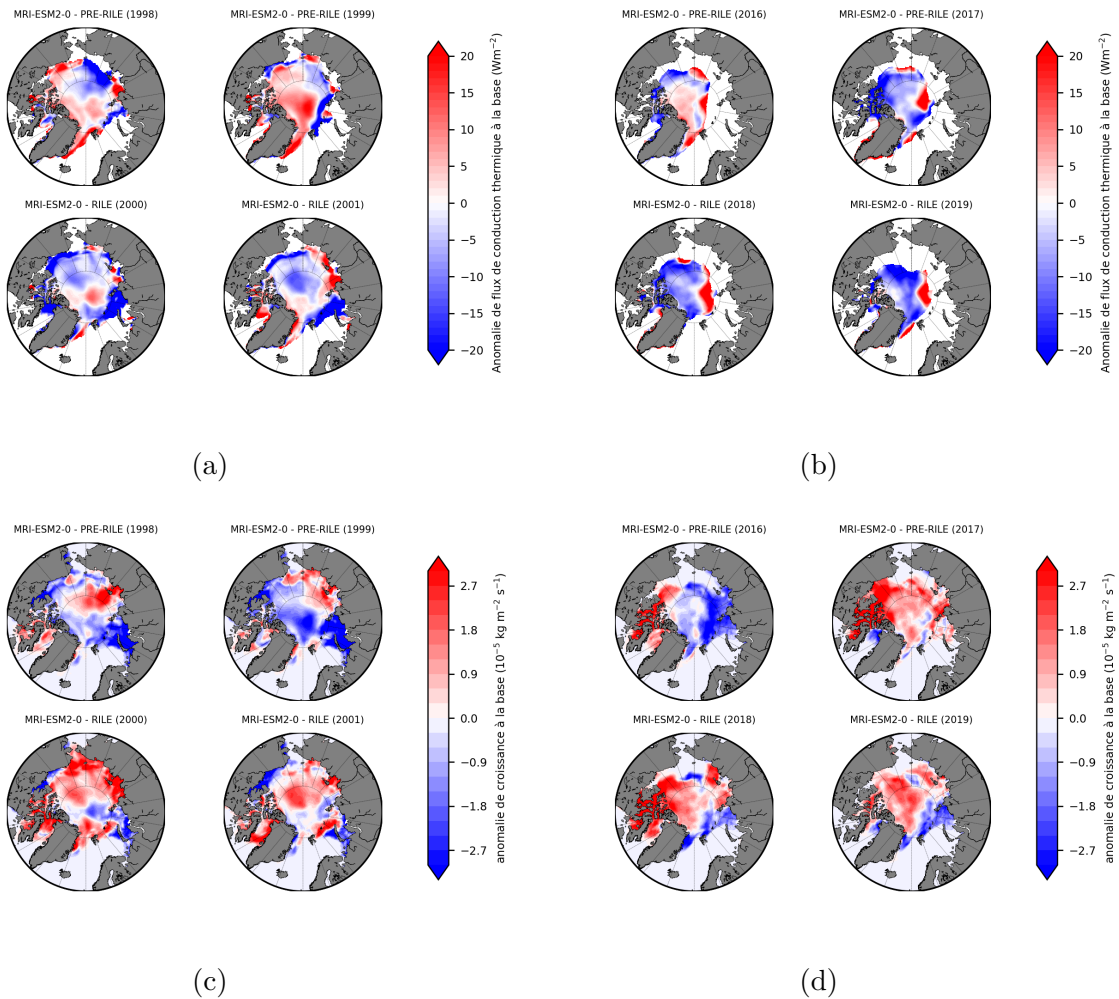 MRI-ESM2-0 - PRE-RILE (1998)
MRI-ESM2-0 - PRE-RILE (1999)
MRI-ESM2-0 - RILE (2000)
MRI-ESM2-0 - RILE (2001)
20
15
10
5
0
−5
−10
−15
−20
Anomalie de flux de conduction thermique à la base (Wm⁻²)
(a)
MRI-ESM2-0 - PRE-RILE (2016)
MRI-ESM2-0 - PRE-RILE (2017)
MRI-ESM2-0 - RILE (2018)
MRI-ESM2-0 - RILE (2019)
20
15
10
5
0
−5
−10
−15
−20
Anomalie de flux de conduction thermique à la base (Wm⁻²)
(b)
MRI-ESM2-0 - PRE-RILE (1998)
MRI-ESM2-0 - PRE-RILE (1999)
MRI-ESM2-0 - RILE (2000)
MRI-ESM2-0 - RILE (2001)
2.7
1.8
0.9
0.0
−0.9
−1.8
−2.7
anomalie de croissance à la base (10⁻⁵ kg m⁻² s⁻¹)
(c)
MRI-ESM2-0 - PRE-RILE (2016)
MRI-ESM2-0 - PRE-RILE (2017)
MRI-ESM2-0 - RILE (2018)
MRI-ESM2-0 - RILE (2019)
2.7
1.8
0.9
0.0
−0.9
−1.8
−2.7
anomalie de croissance à la base (10⁻⁵ kg m⁻² s⁻¹)
(d)